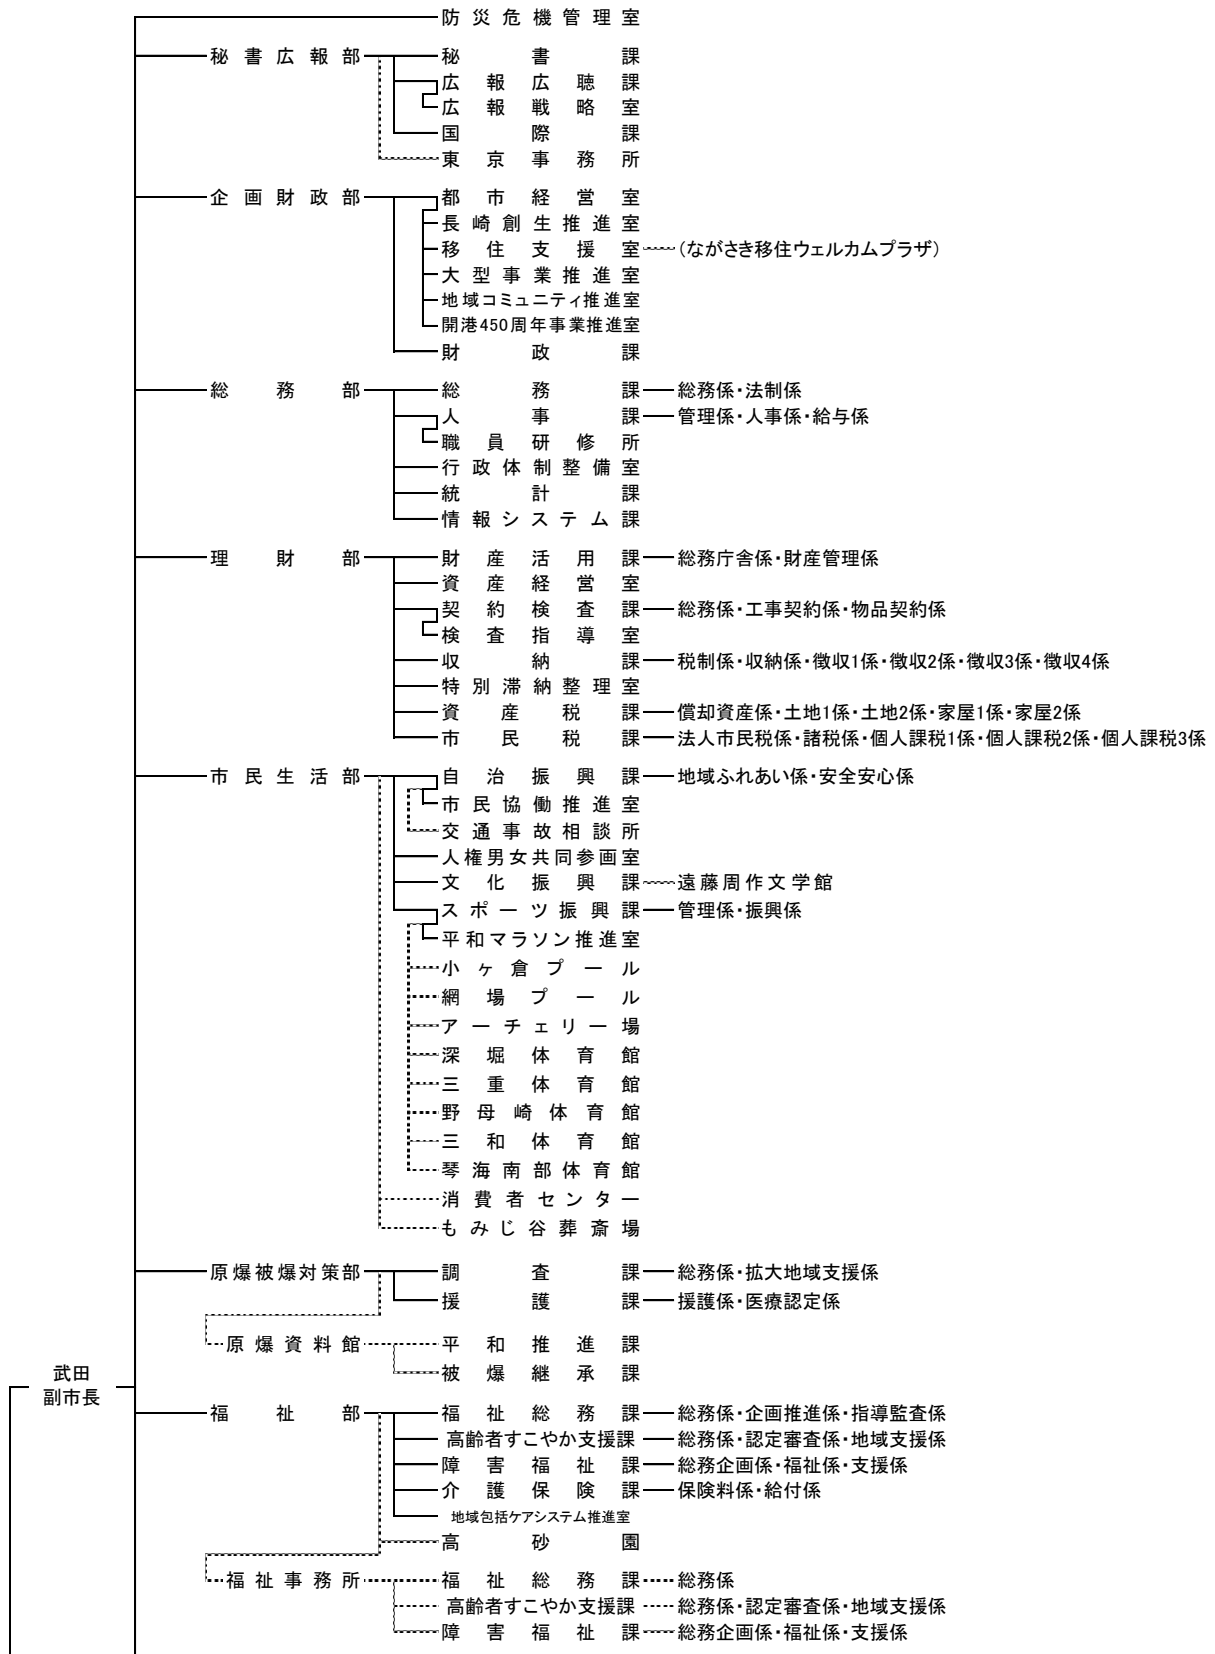 防災危機管理室
秘書広報部 秘書課
広報広聴課
広報戦略室
国際課
東京事務所
企画財政部 都市経営室
長崎創生推進室
移住支援室 (ながさき移住ウェルカムプラザ)
大型事業推進室
地域コミュニティ推進室
開港450周年事業推進室
財政課
総務部 総務課 総務係・法制係
人事課 管理係・人事係・給与係
職員研修所
行政体制整備室
統計課
情報システム課
理財部 財産活用課 総務庁舎係・財産管理係
資産経営室
契約検査課 総務係・工事契約係・物品契約係
検査指導室
収納課 税制係・収納係・徴収1係・徴収2係・徴収3係・徴収4係
特別滞納整理室
資産税課 償却資産係・土地1係・土地2係・家屋1係・家屋2係
市民税課 法人市民税係・諸税係・個人課税1係・個人課税2係・個人課税3係
市民生活部 自治振興課 地域ふれあい係・安全安心係
市民協働推進室
交通事故相談所
人権男女共同参画室
文化振興課 遠藤周作文学館
スポーツ振興課 管理係・振興係
平和マラソン推進室
小ヶ倉プール
網場プール
アーチェリー場
深堀体育館
三重体育館
野母崎体育館
三和体育館
琴海南部体育館
消費者センター
もみじ谷葬斎場
原爆被爆対策部 調査課 総務係・拡大地域支援係
援護課 援護係・医療認定係
原爆資料館 平和推進課
被爆継承課
武田
副市長
福祉部 福祉総務課 総務係・企画推進係・指導監査係
高齢者すこやか支援課 総務係・認定審査係・地域支援係
障害福祉課 総務企画係・福祉係・支援係
介護保険課 保険料係・給付係
地域包括ケアシステム推進室
高砂園
福祉事務所 福祉総務課 総務係
高齢者すこやか支援課 総務係・認定審査係・地域支援係
障害福祉課 総務企画係・福祉係・支援係